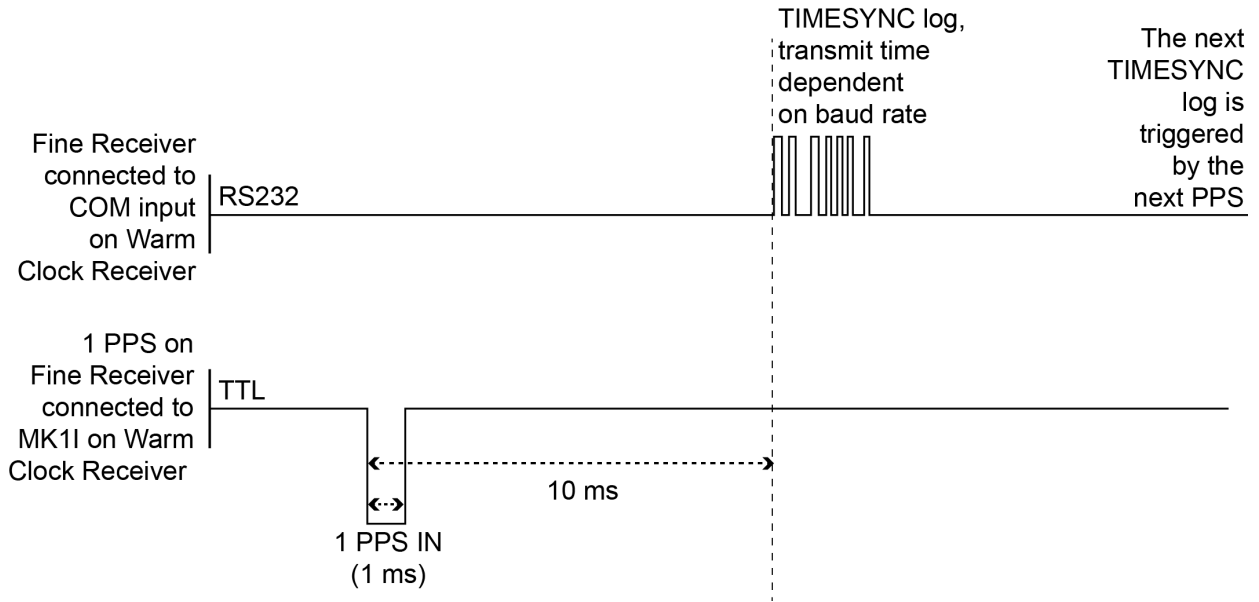 TIMESYNC log,
transmit time
dependent
on baud rate
The next
TIMESYNC
log is
triggered
by the
next PPS
Fine Receiver
connected to
COM input
on Warm
Clock Receiver
RS232
1 PPS on
Fine Receiver
connected to
MK1I on Warm
Clock Receiver
TTL
10 ms
1 PPS IN
(1 ms)